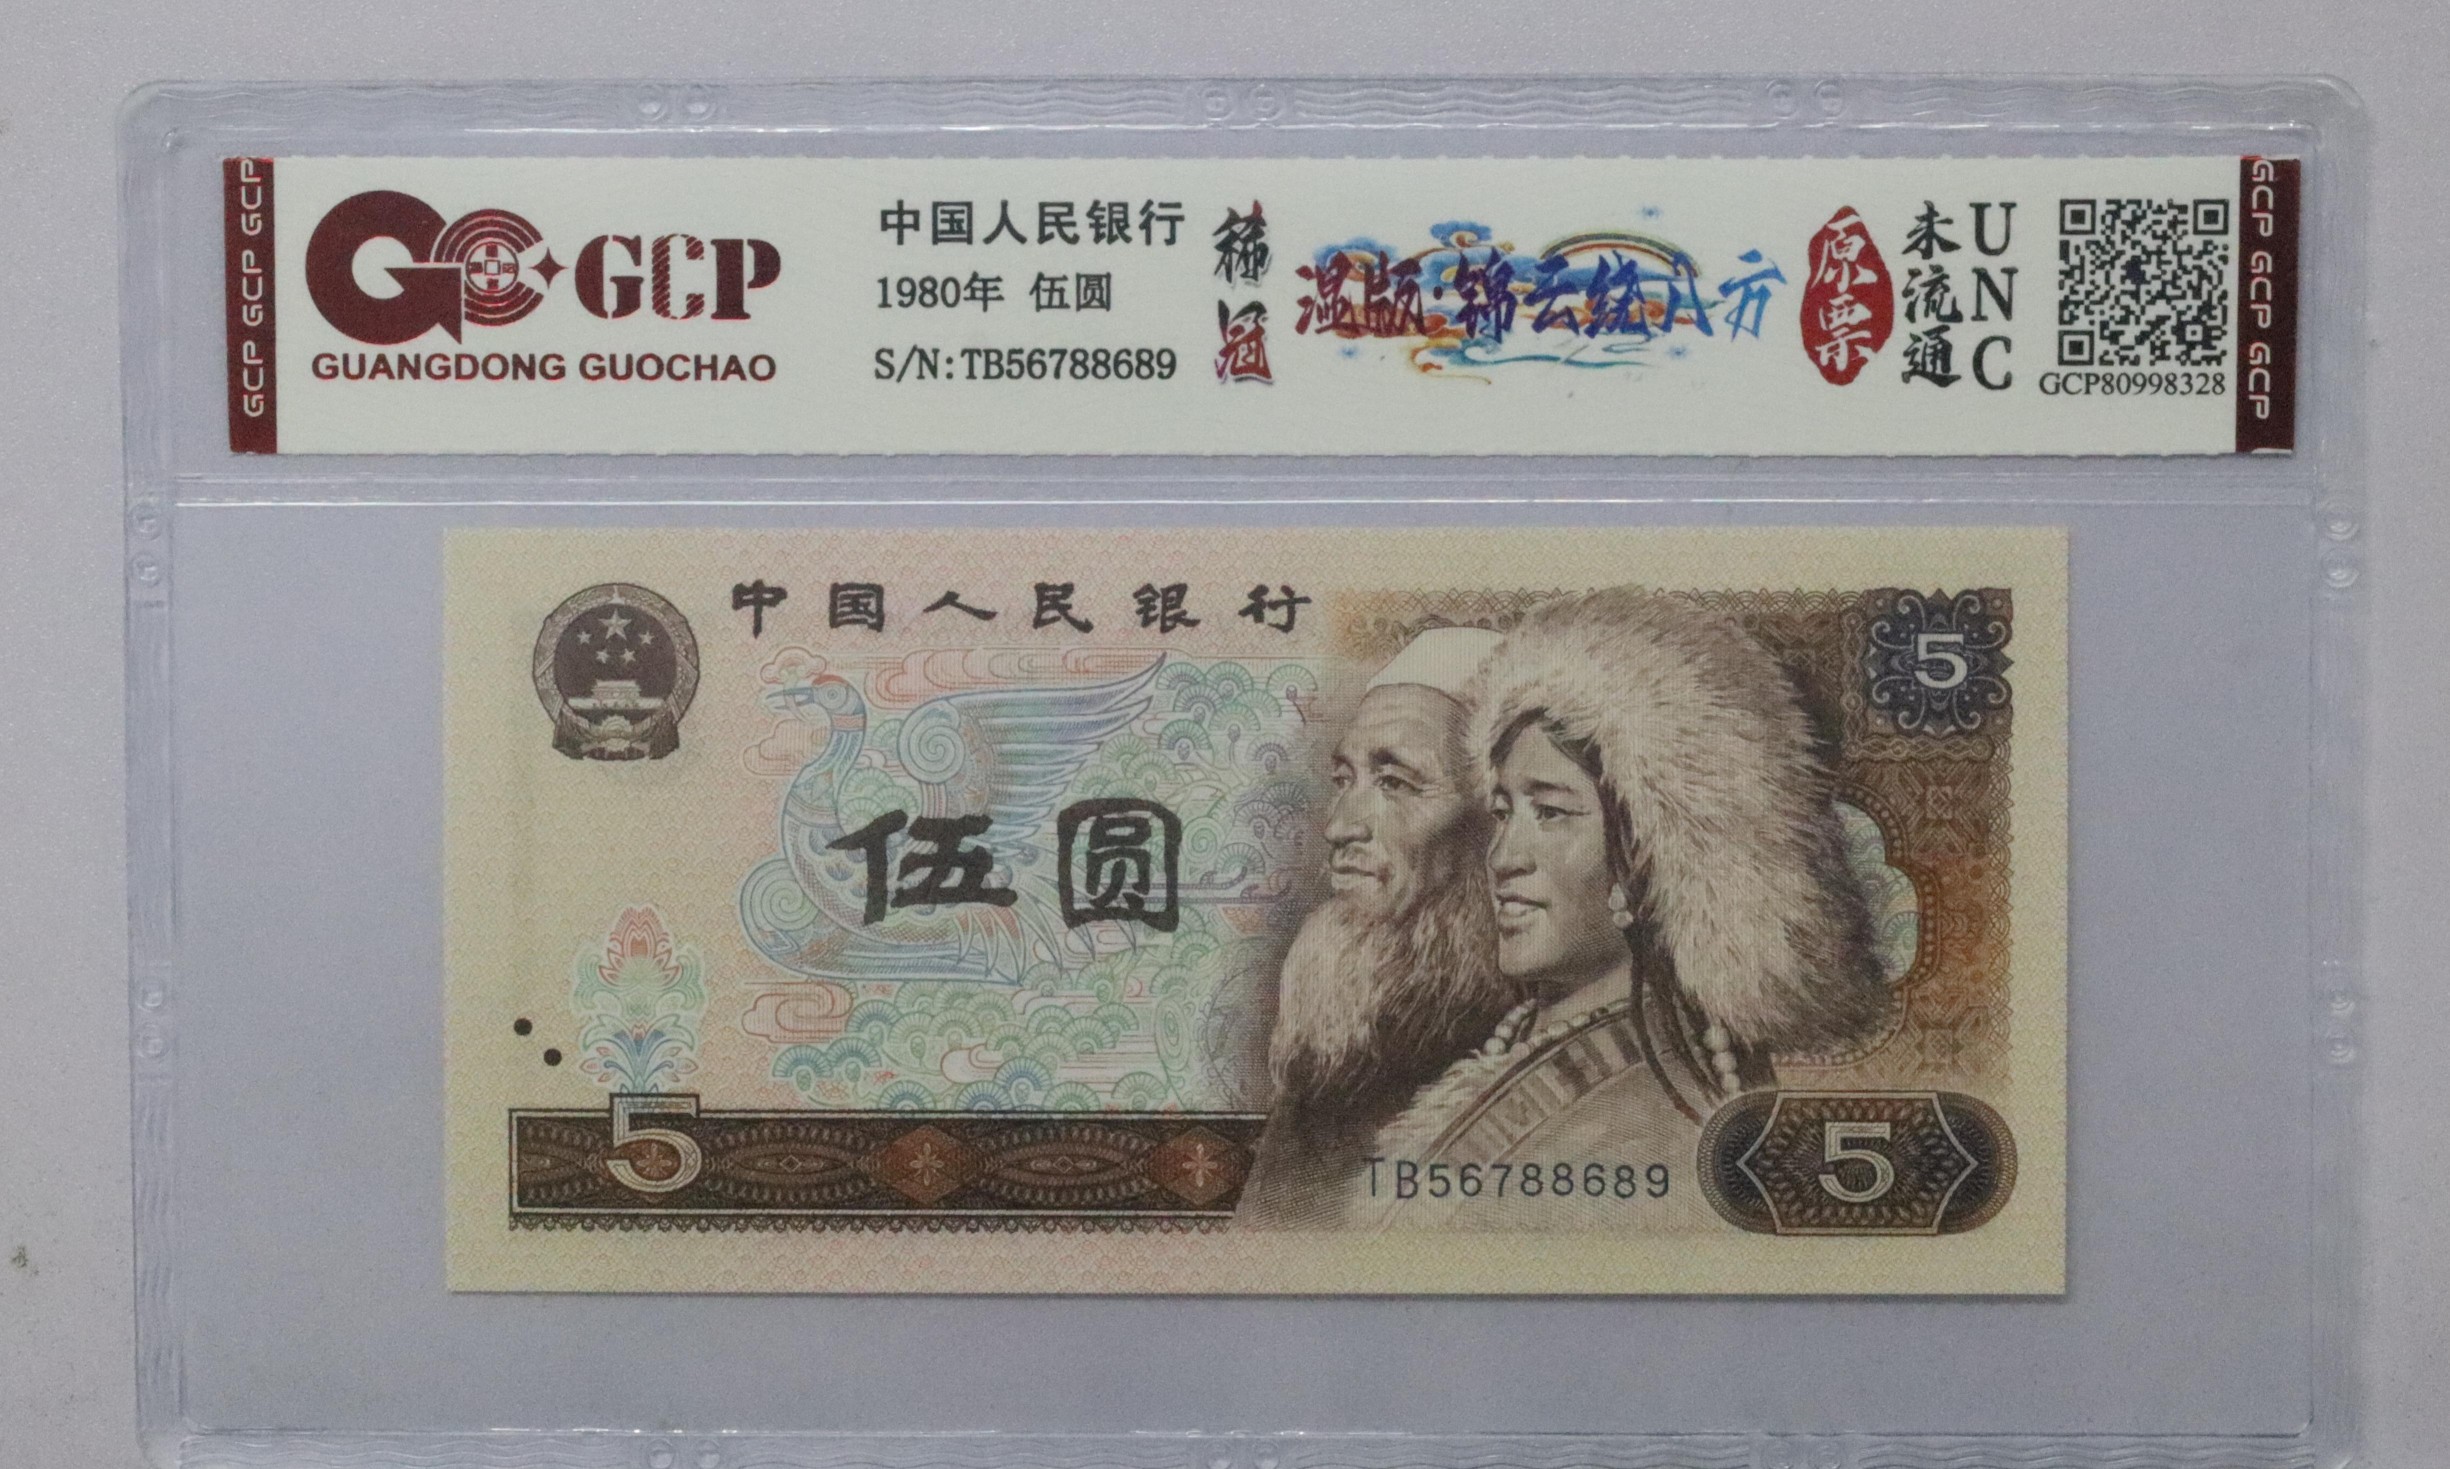 GCP GCP GCP
GCP
GUANGDONG GUOCHAO
中国人民银行
1980年 伍圆
S/N:TB56788689
稀冠
温版·锦云绕八方
原票
未流通
UNC
GCP80998328
GCP GCP GCP
中国人民银行
5
伍圆
5
TB56788689
5